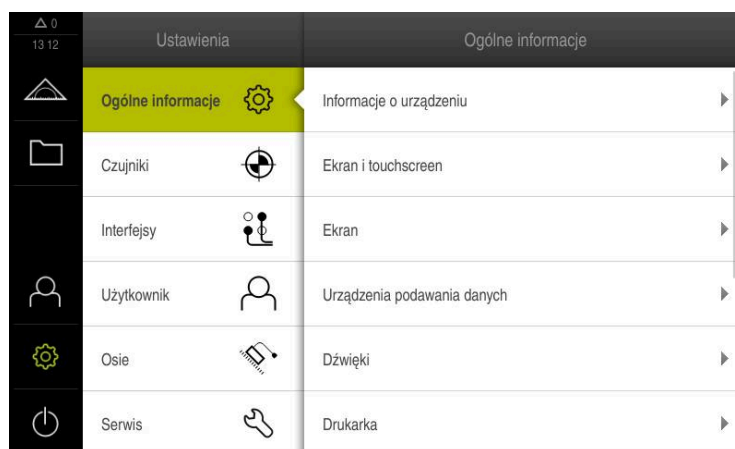 0
13 12
Ustawienia
Ogólne informacje
Ogólne informacje
Czujniki
Interfejsy
Użytkownik
Osie
Serwis
Informacje o urządzeniu
Ekran i touchscreen
Ekran
Urządzenia podawania danych
Dźwięki
Drukarka